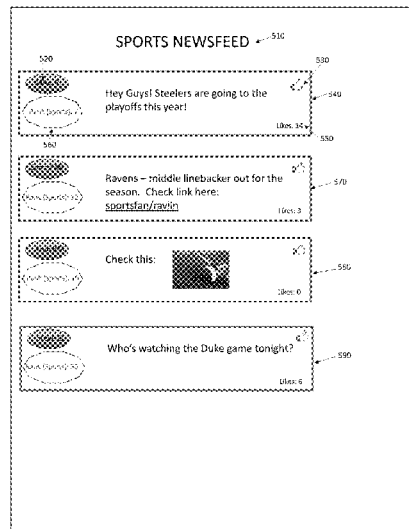 SPORTS NEWSFEED
510
520
530
Hey Guys! Steelers are going to the
playoffs this year!
540
Likes: 14
550
560
Ravens – middle linebacker out for the
season. Check link here:
sportsfan/ravlin
570
Likes: 3
Check this:
Likes: 0
Who's watching the Duke game tonight?
590
Likes: 6